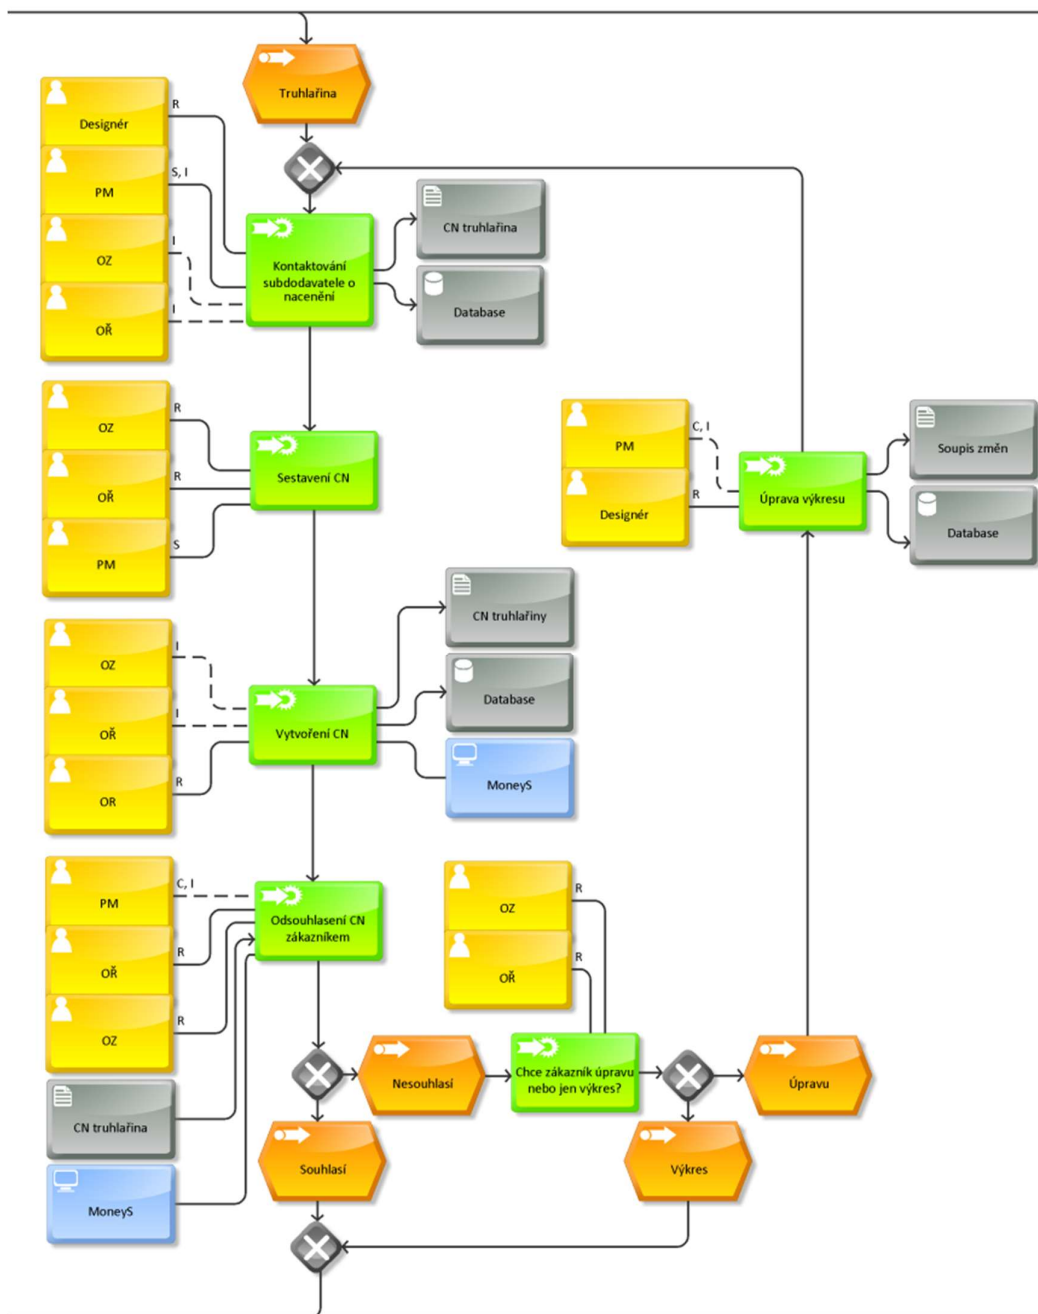 Truhlařina
Designér
R
PM
S, I
OZ
I
OŘ
I
Kontaktování
subdodavatele o
nacenění
CN truhlařina
Database
OZ
R
OŘ
R
PM
S
Sestavení CN
PM
C, I
Designér
R
Úprava výkresu
Soupis změn
Database
OZ
I
OŘ
I
OR
R
Vytvoření CN
CN truhlařiny
Database
MoneyS
PM
C, I
OŘ
R
OZ
R
CN truhlařina
MoneyS
Odsouhlasení CN
zákazníkem
OZ
R
OŘ
R
Nesouhlasí
Chce zákazník úpravu
nebo jen výkres?
Úpravu
Souhlasí
Výkres